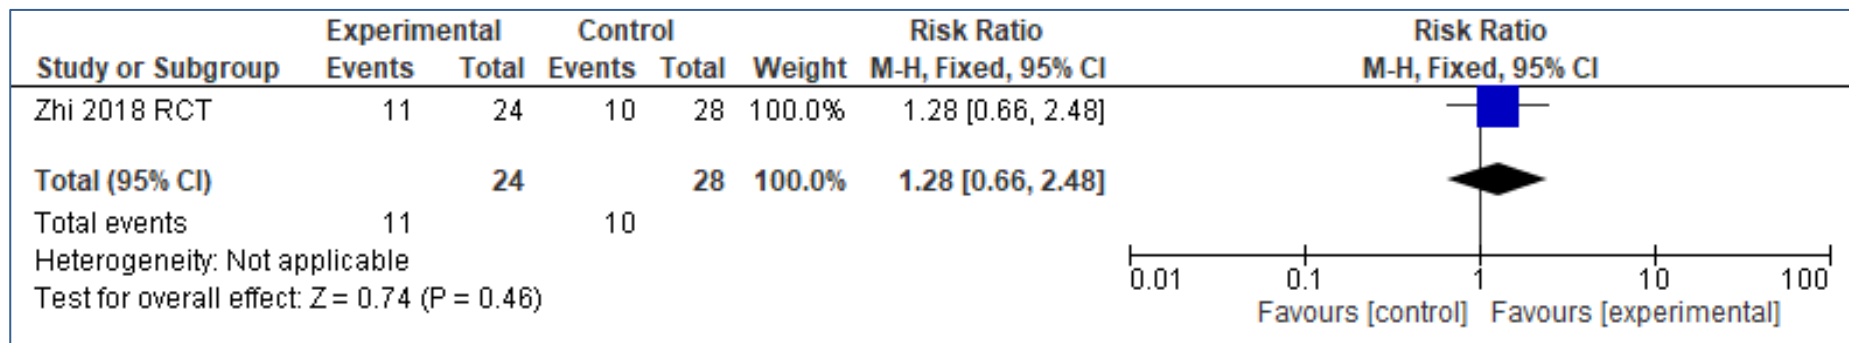 Experimental Control Risk Ratio Risk Ratio
Study or Subgroup Events Total Events Total Weight M-H, Fixed, 95% CI M-H, Fixed, 95% CI
Zhi 2018 RCT 11 24 10 28 100.0% 1.28 [0.66, 2.48]
Total (95% CI) 24 28 100.0% 1.28 [0.66, 2.48]
Total events 11 10
Heterogeneity: Not applicable
Test for overall effect: Z = 0.74 (P = 0.46)
0.01 0.1 1 10 100
Favours [control] Favours [experimental]